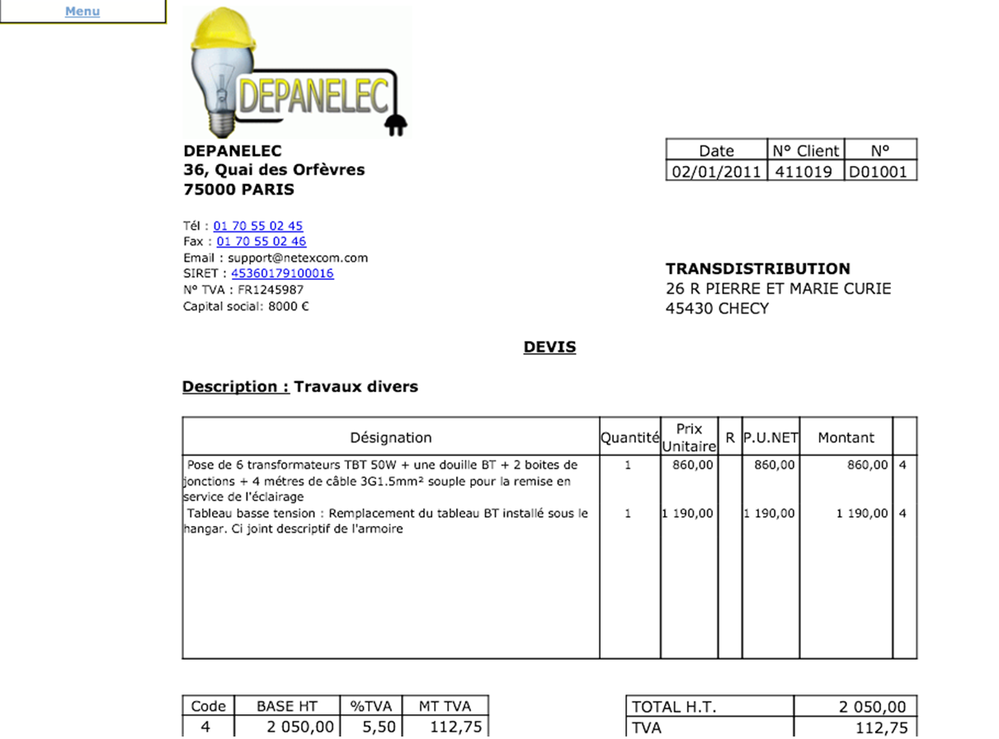 Menu
DEPANELEC
DEPANELEC
36, Quai des Orfèvres
75000 PARIS
Date N° Client N°
02/01/2011 411019 D01001
Tél : 01 70 55 02 45
Fax : 01 70 55 02 46
Email : support@netexcom.com
SIRET : 45360179100016
N° TVA : FR1245987
Capital social: 8000 €
TRANSDISTRIBUTION
26 R PIERRE ET MARIE CURIE
45430 CHECY
DEVIS
Description : Travaux divers
Désignation Quantité Prix Unitaire R P.U.NET Montant
Pose de 6 transformateurs TBT 50W + une douille BT + 2 boites de 1 860,00 860,00 860,00 4
jonctions + 4 métres de câble 3G1.5mm² souple pour la remise en
service de l'éclairage
Tableau basse tension : Remplacement du tableau BT installé sous le 1 1 190,00 1 190,00 1 190,00 4
hangar. Ci joint descriptif de l'armoire
Code BASE HT %TVA MT TVA
4 2 050,00 5,50 112,75
TOTAL H.T. 2 050,00
TVA 112,75